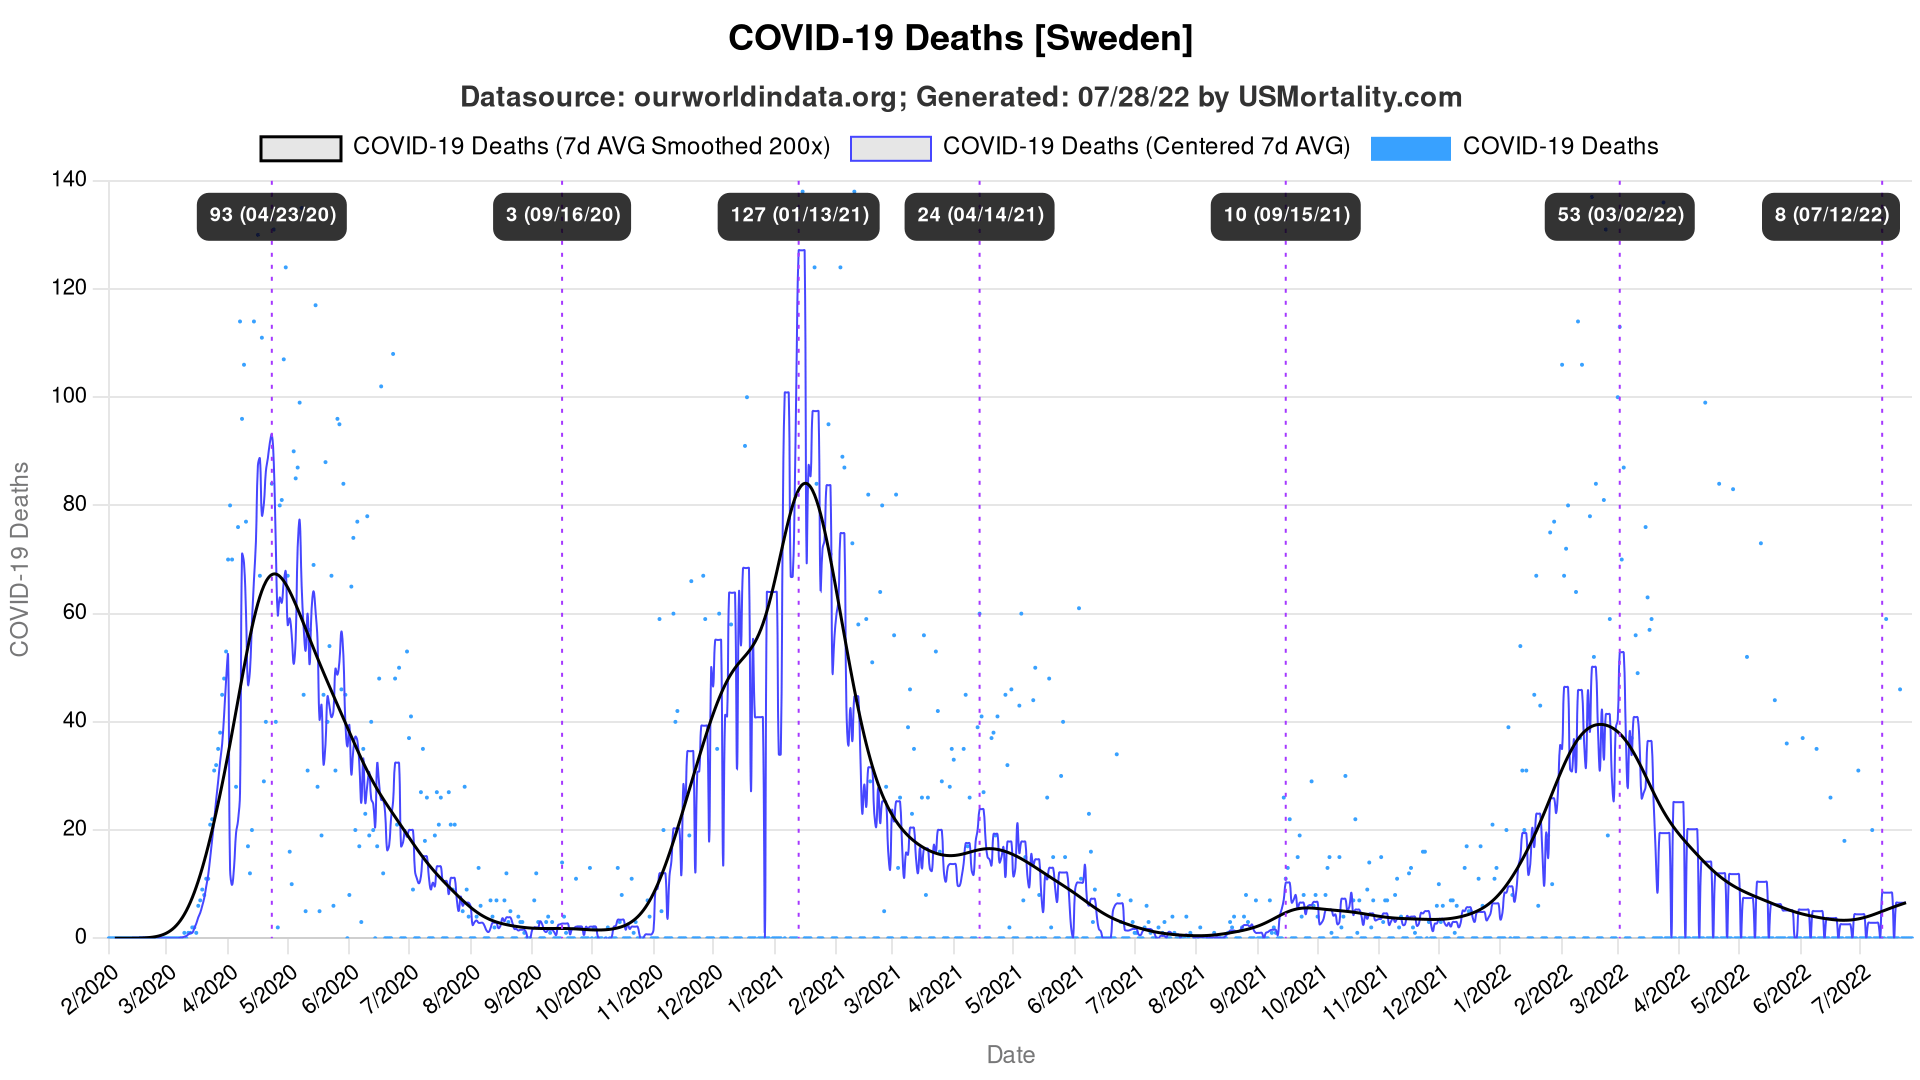 COVID-19 Deaths [Sweden]
Datasource: ourworldindata.org; Generated: 07/28/22 by USMortality.com
COVID-19 Deaths (7d AVG Smoothed 200x) COVID-19 Deaths (Centered 7d AVG) COVID-19 Deaths
93 (04/23/20) 3 (09/16/20) 127 (01/13/21) 24 (04/14/21) 10 (09/15/21) 53 (03/02/22) 8 (07/12/22)
COVID-19 Deaths
140
120
100
80
60
40
20
0
2/2020 3/2020 4/2020 5/2020 6/2020 7/2020 8/2020 9/2020 10/2020 11/2020 12/2020 1/2021 2/2021 3/2021 4/2021 5/2021 6/2021 7/2021 8/2021 9/2021 10/2021 11/2021 12/2021 1/2022 2/2022 3/2022 4/2022 5/2022 6/2022 7/2022
Date